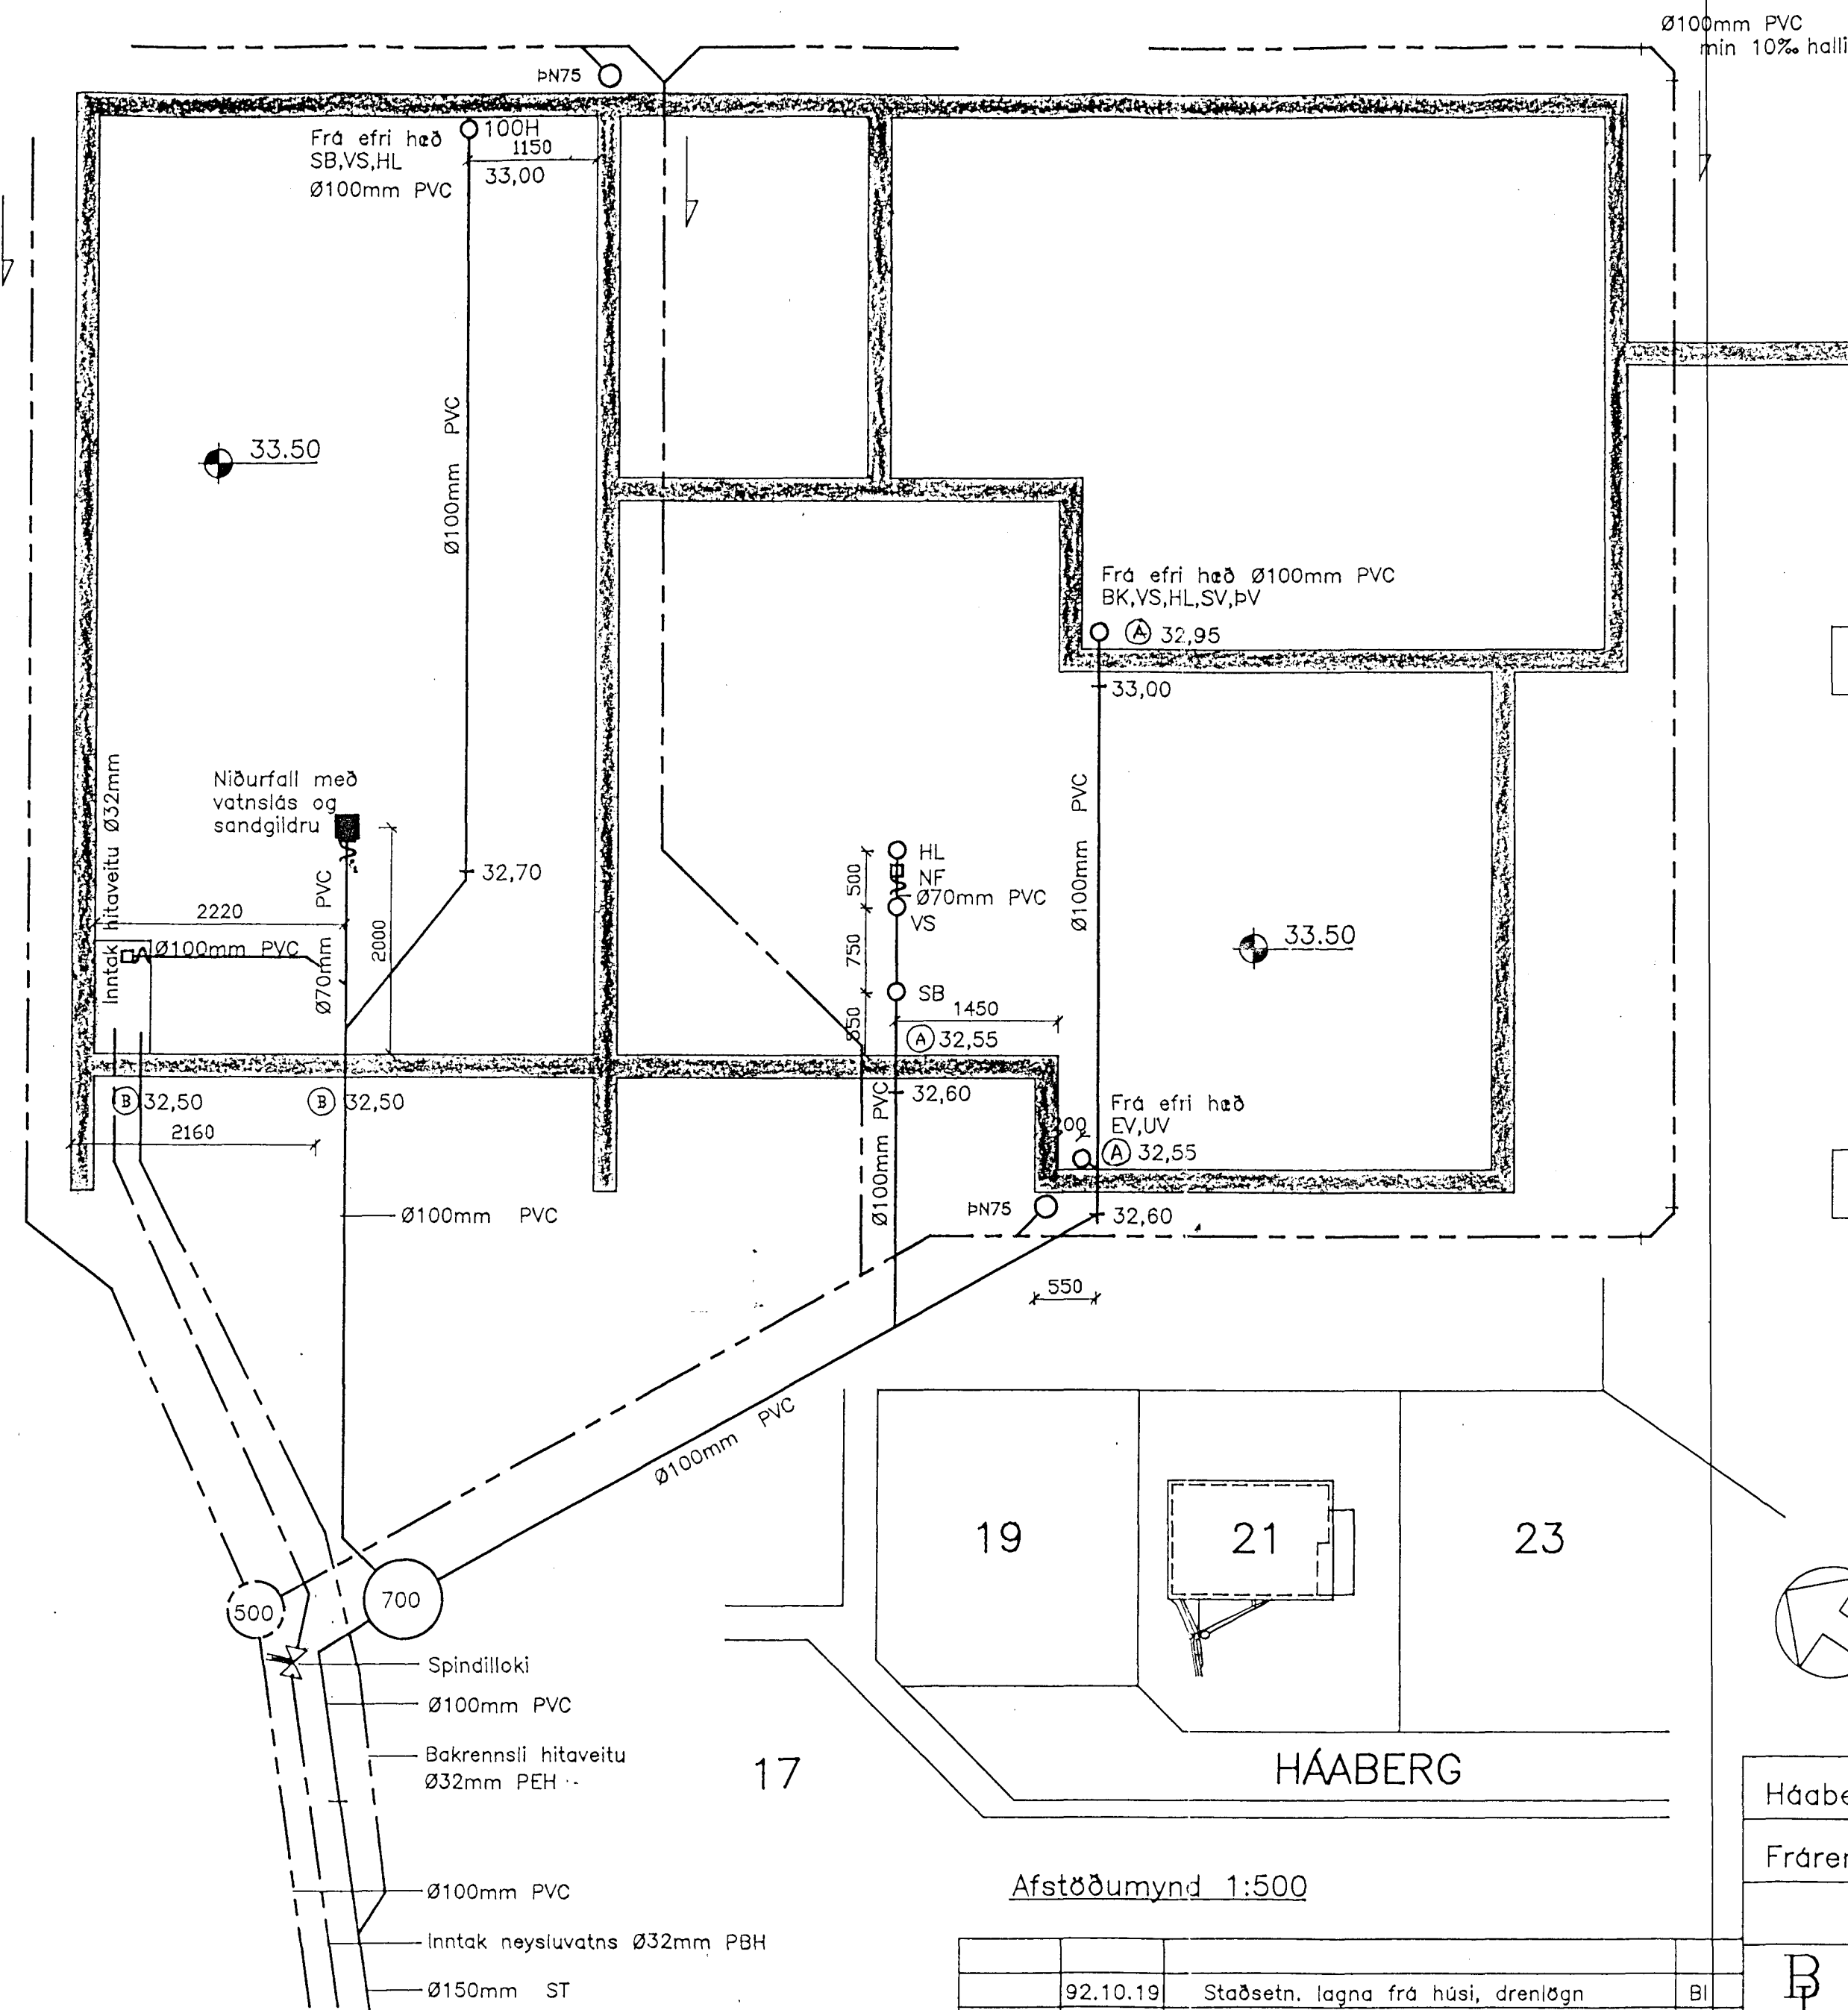 Ø100mm PVC
min 10‰ halli
ÞN75
100H
Frá efri hæð
SB,VS,HL
Ø100mm PVC
1150
33,00
Ø100mm PVC
33.50
Frá efri hæð Ø100mm PVC
BK,VS,HL,SV,ÞV
A 32,95
33,00
Inntak hitaveitu Ø32mm
Niðurfall með
vatnslás og
sandgildru
Ø70mm PVC
32,70
2220
2000
Ø100mm PVC
HL
NF
Ø70mm PVC
VS
SB
500
750
550
1450
A 32,55
Ø100mm PVC
33.50
B 32,50
B 32,50
2160
32,60
Ø100mm PVC
Frá efri hæð
EV,UV
200
A 32,55
ÞN75
32,60
Ø100mm PVC
550
Ø100mm PVC
500
700
19
21
23
Spindilloki
Ø100mm PVC
Bakrennsli hitaveitu
Ø32mm PEH
17
HÁABERG
Ø100mm PVC
Inntak neysluvatns Ø32mm PBH
Ø150mm ST
Afstöðumynd 1:500
92.10.19 Staðsetn. lagna frá húsi, drenlögn BI